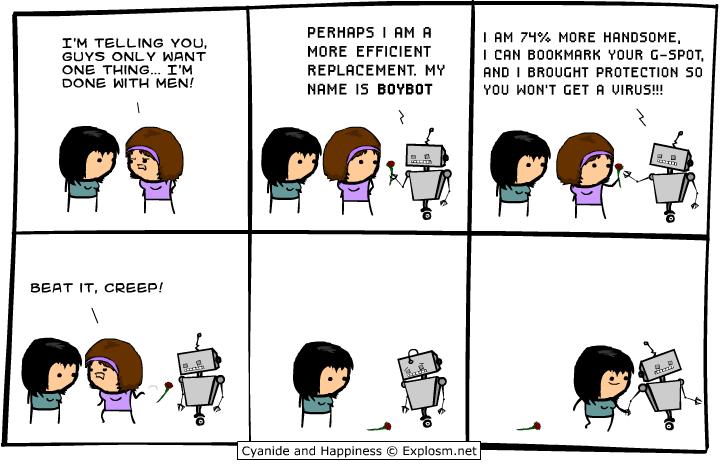 I'M TELLING YOU,
GUYS ONLY WANT
ONE THING... I'M
DONE WITH MEN!
PERHAPS I AM A
MORE EFFICIENT
REPLACEMENT. MY
NAME IS BOYBOT
I AM 74% MORE HANDSOME,
I CAN BOOKMARK YOUR G-SPOT,
AND I BROUGHT PROTECTION SO
YOU WON'T GET A VIRUS!!!
BEAT IT, CREEP!
Cyanide and Happiness © Explosm.net